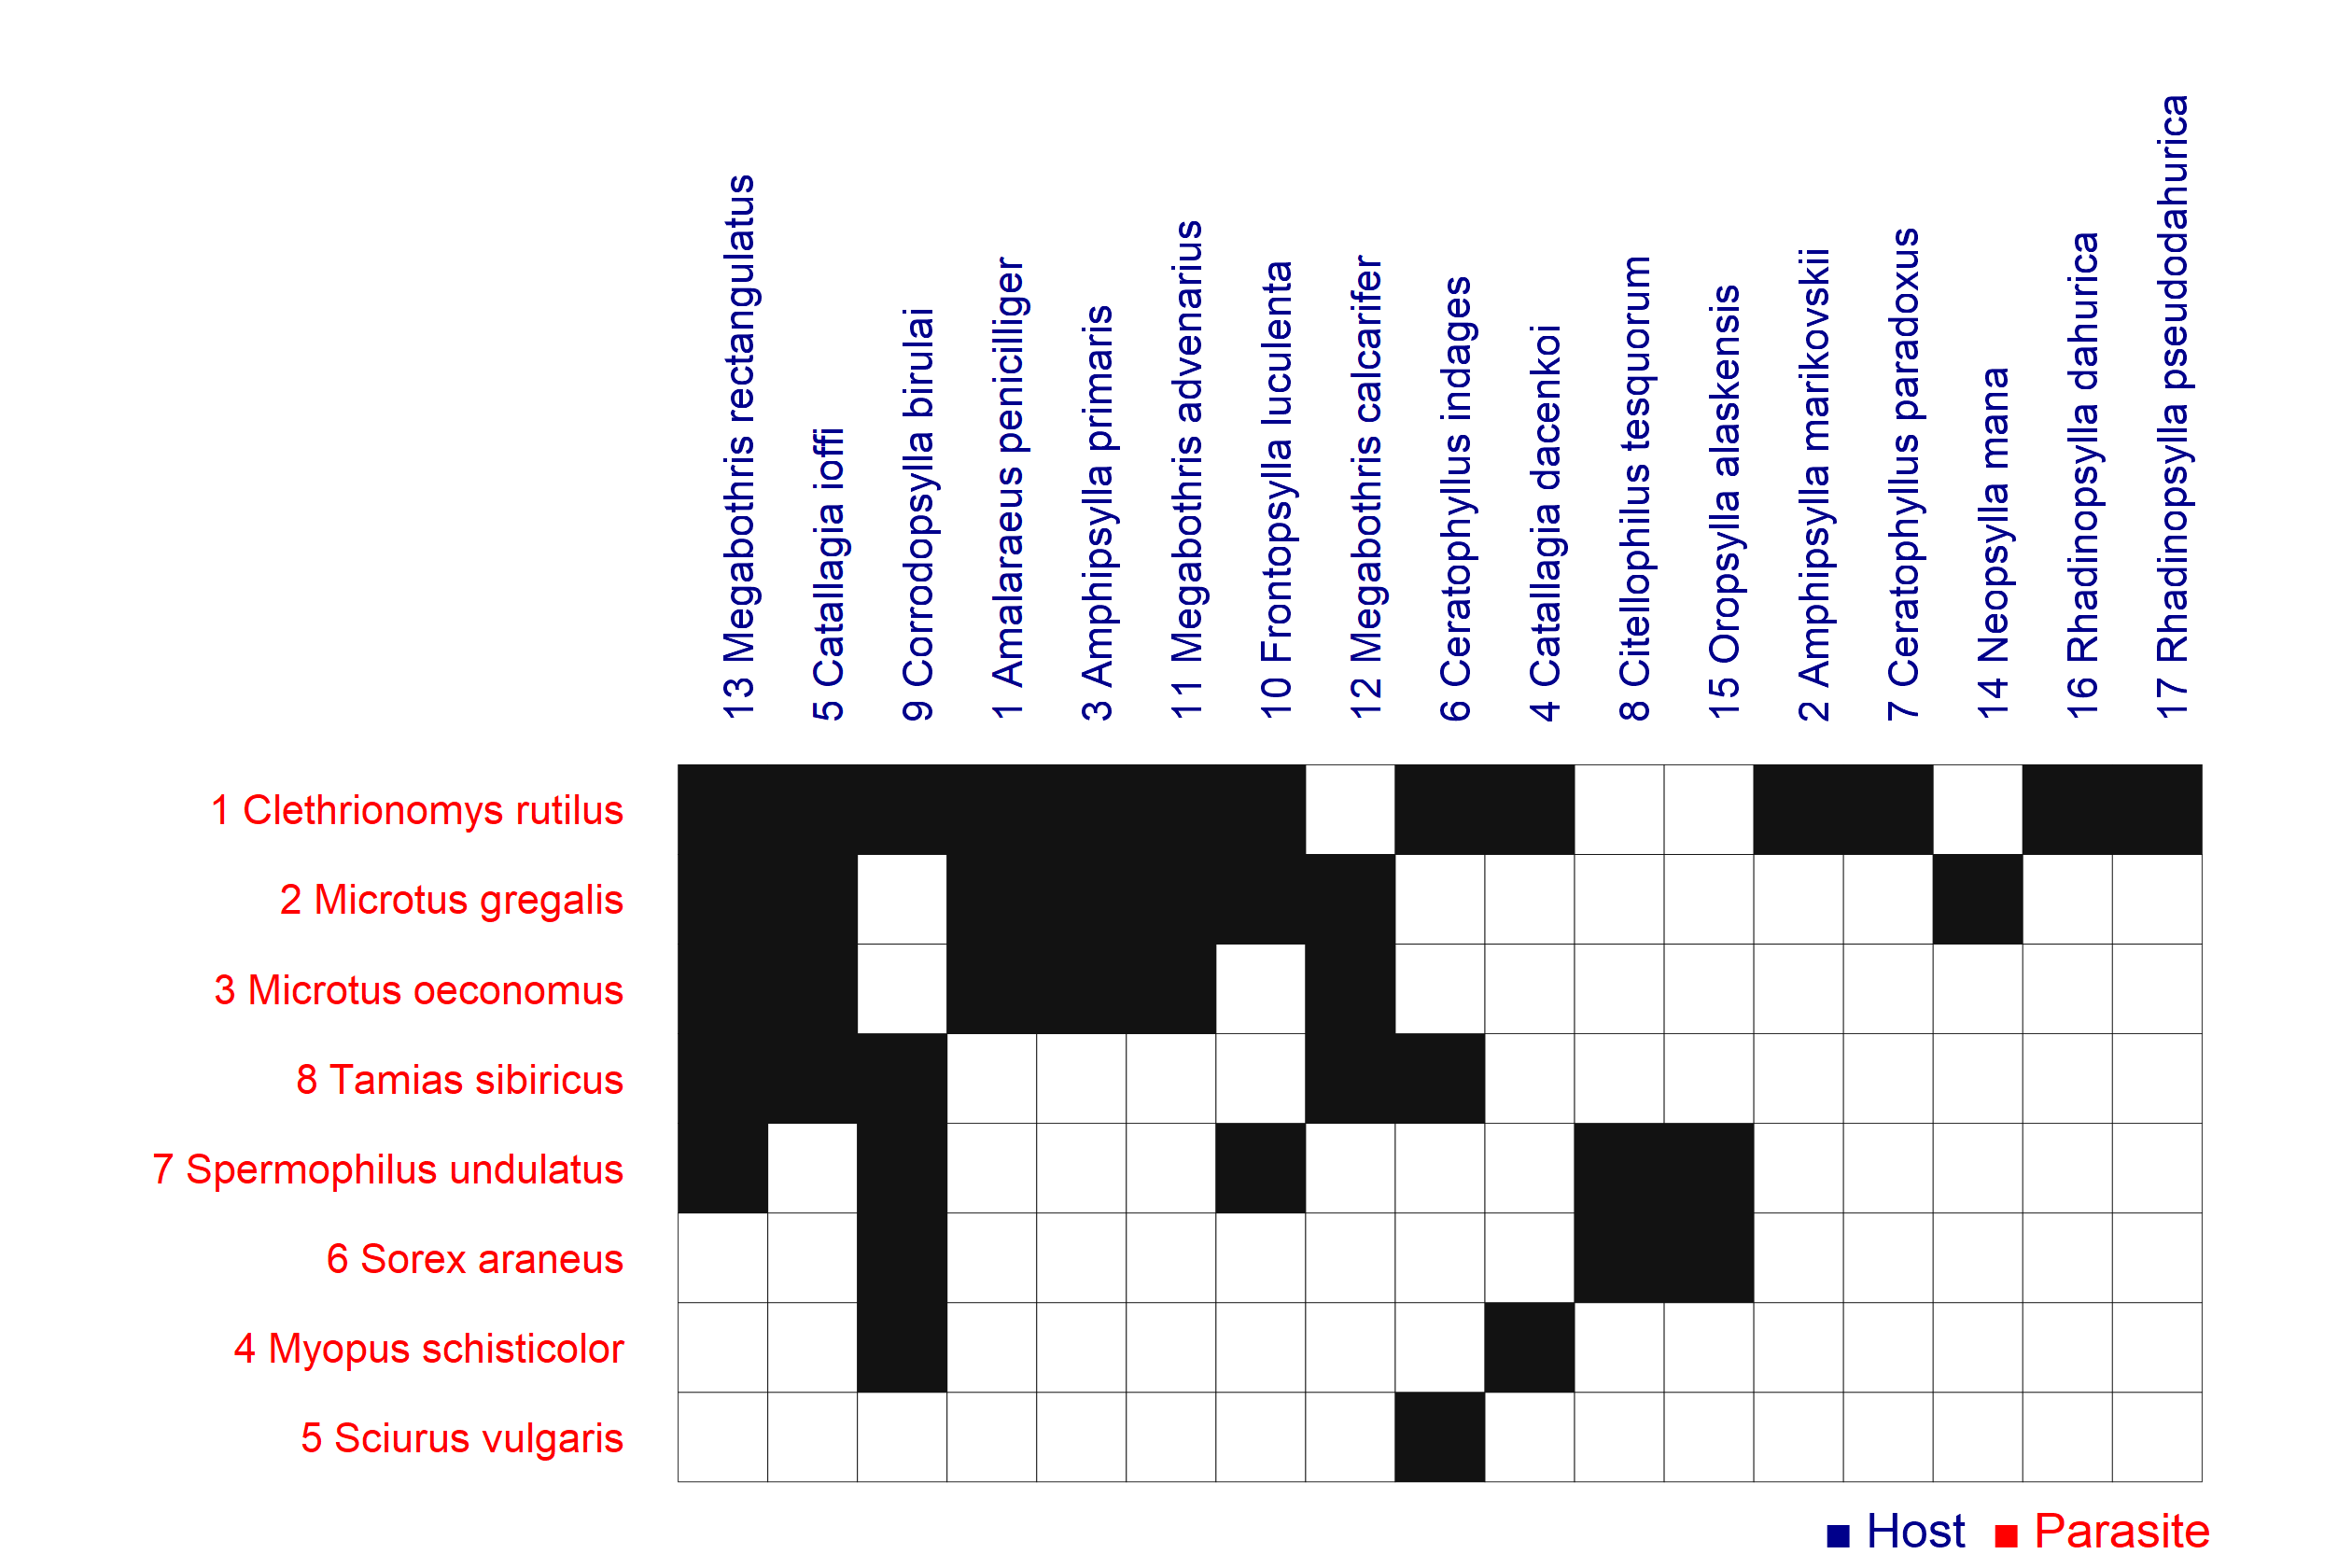 13 Megabothris rectangulatus
5 Catallagia ioffi
9 Corrodopsylla birulai
1 Amalaraeus penicilliger
3 Amphipsylla primaris
11 Megabothris advenarius
10 Frontopsylla luculenta
12 Megabothris calcarifer
6 Ceratophyllus indages
4 Catallagia dacenkoi
8 Citellophilus tesquorum
15 Oropsylla alaskensis
2 Amphipsylla marikovskii
7 Ceratophyllus paradoxus
14 Neopsylla mana
16 Rhadinopsylla dahurica
17 Rhadinopsylla pseudodahurica
1 Clethrionomys rutilus
2 Microtus gregalis
3 Microtus oeconomus
8 Tamias sibiricus
7 Spermophilus undulatus
6 Sorex araneus
4 Myopus schisticolor
5 Sciurus vulgaris
Host Parasite